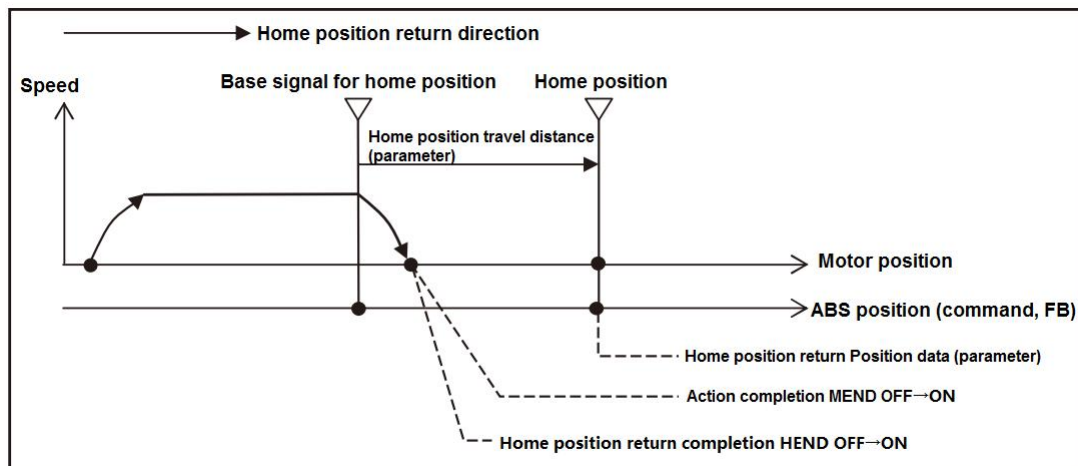 Home position return direction
Speed
Base signal for home position
Home position
Home position travel distance
(parameter)
Motor position
ABS position (command, FB)
Home position return Position data (parameter)
Action completion MEND OFF→ON
Home position return completion HEND OFF→ON